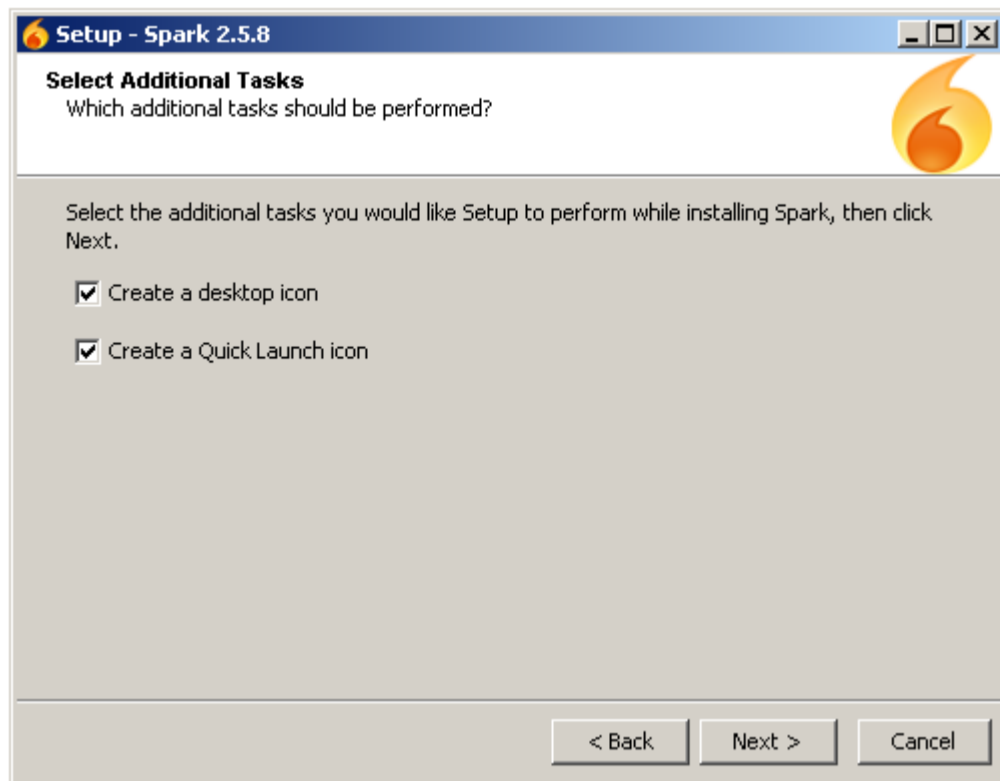 Setup - Spark 2.5.8
Select Additional Tasks
Which additional tasks should be performed?
Select the additional tasks you would like Setup to perform while installing Spark, then click
Next.
Create a desktop icon
Create a Quick Launch icon
< Back
Next >
Cancel